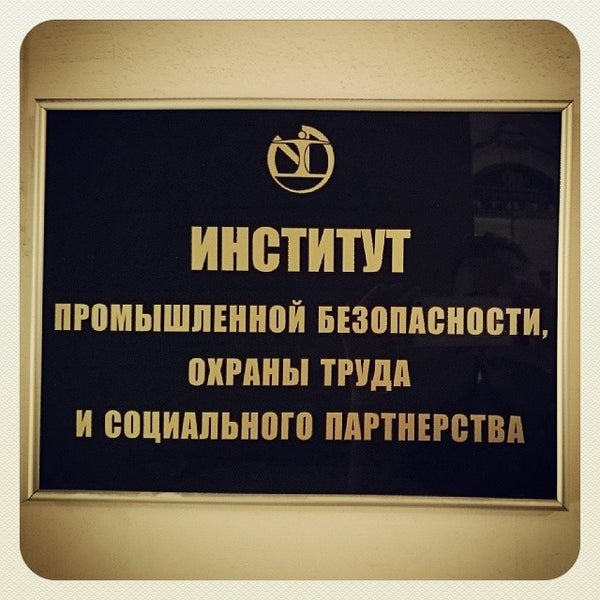 ИНСТИТУТ
ПРОМЫШЛЕННОЙ БЕЗОПАСНОСТИ,
ОХРАНЫ ТРУДА
И СОЦИАЛЬНОГО ПАРТНЕРСТВА